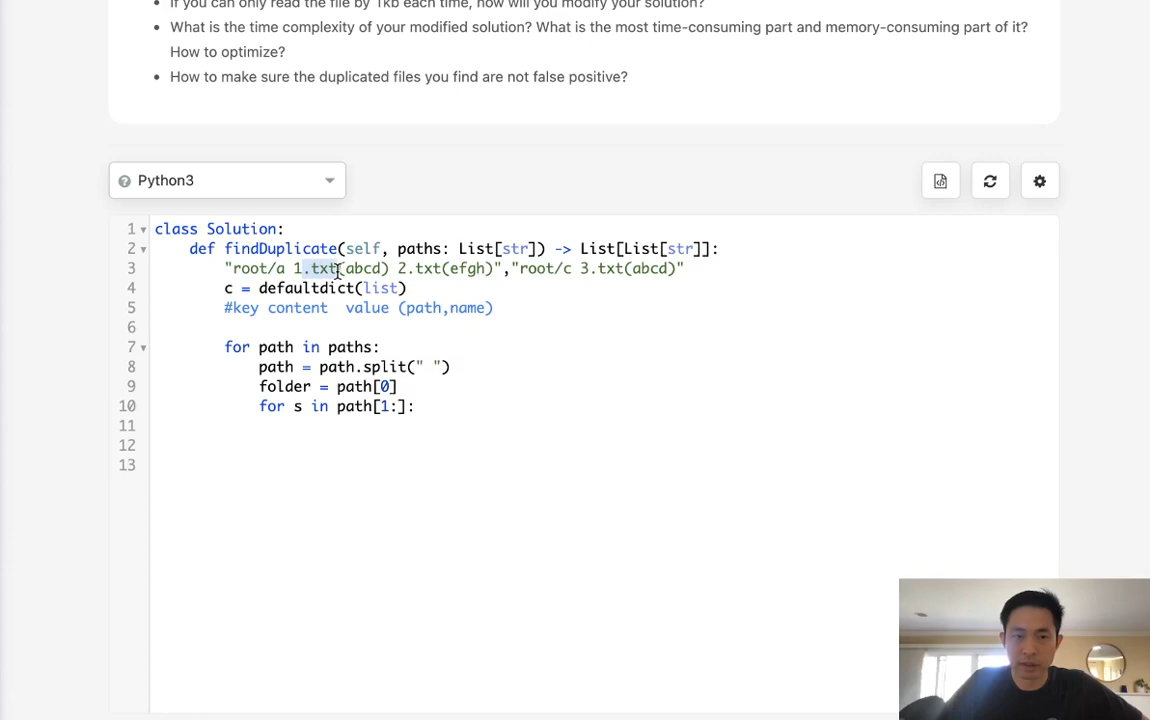 If you can only read the file by 1kb each time, how will you modify your solution?
What is the time complexity of your modified solution? What is the most time-consuming part and memory-consuming part of it?
How to optimize?
How to make sure the duplicated files you find are not false positive?
Python3
1 class Solution:
2 def findDuplicate(self, paths: List[str]) -> List[List[str]]:
3 "root/a 1.txt(abcd) 2.txt(efgh)","root/c 3.txt(abcd)"
4 c = defaultdict(list)
5 #key content  value (path,name)
6
7 for path in paths:
8 path = path.split(" ")
9 folder = path[0]
10 for s in path[1:]:
11
12
13